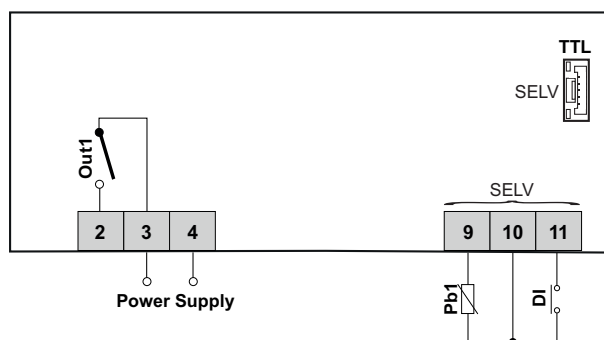 TTL
SELV
Out1
SELV
2 3 4 9 10 11
Power Supply
Pb1
DI